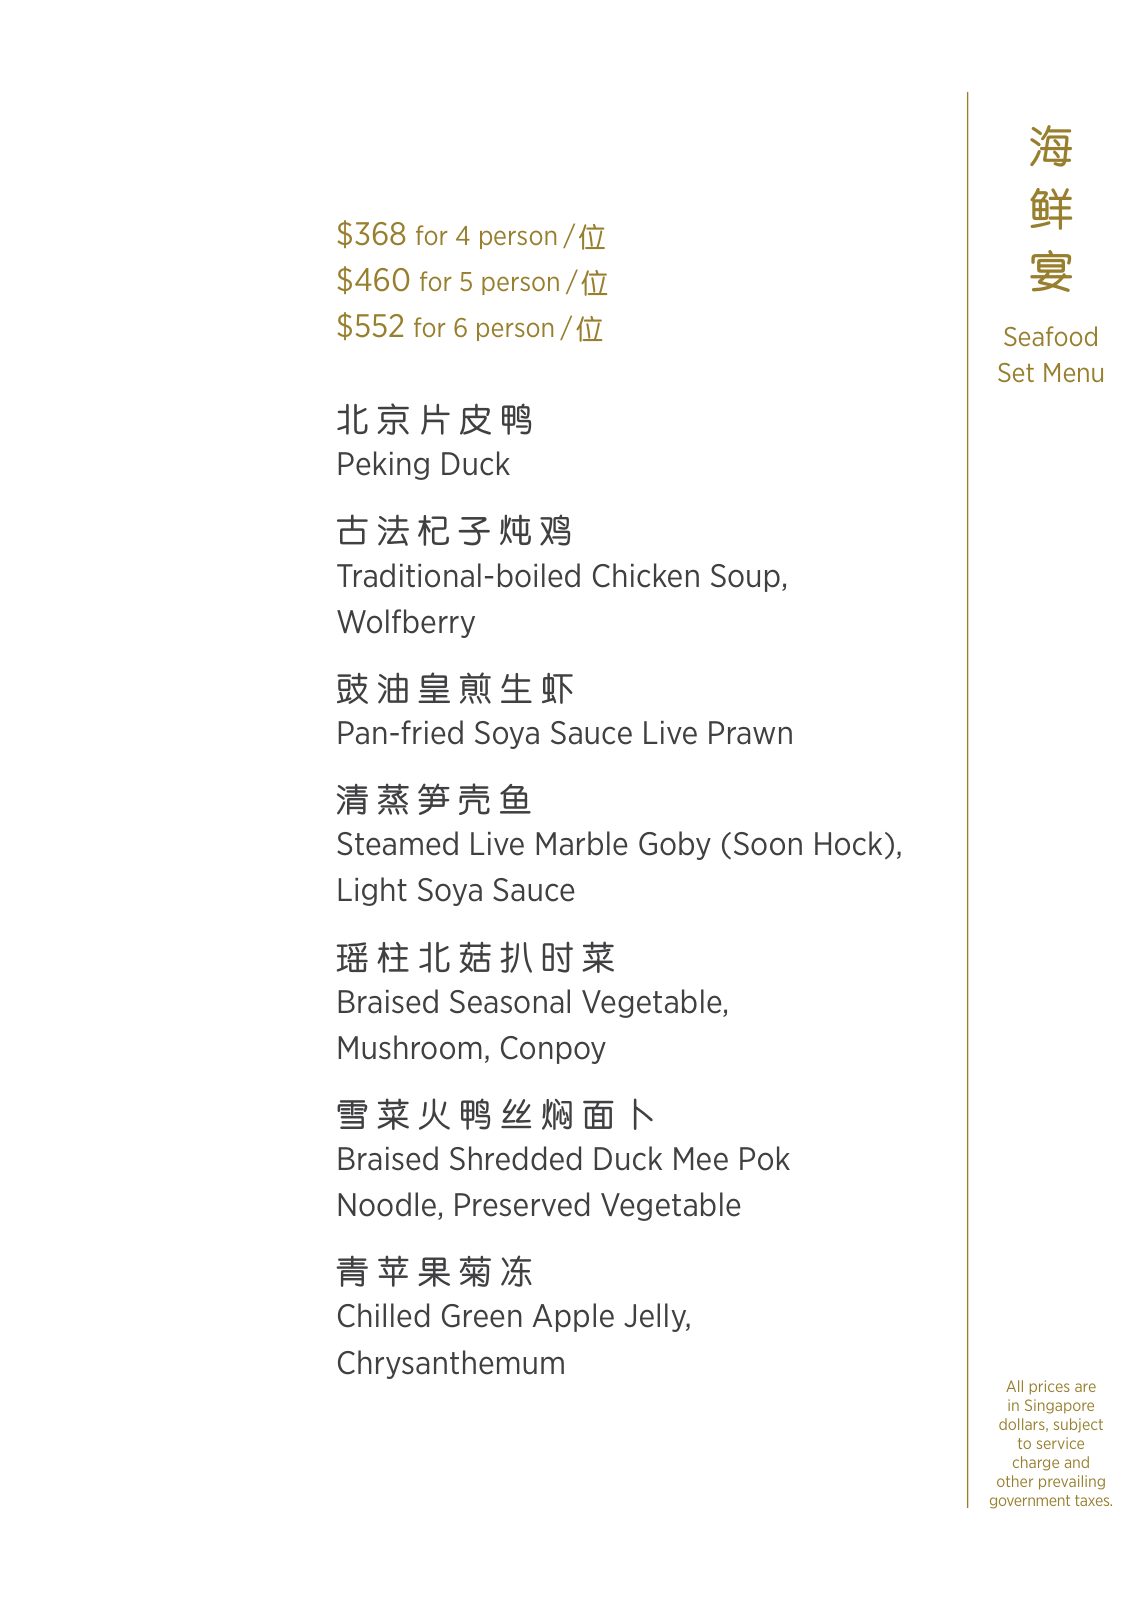 海
鲜
宴
Seafood
Set Menu
$368 for 4 person / 位
$460 for 5 person / 位
$552 for 6 person / 位
北京片皮鸭
Peking Duck
古法杞子炖鸡
Traditional-boiled Chicken Soup,
Wolfberry
豉油皇煎生虾
Pan-fried Soya Sauce Live Prawn
清蒸笋壳鱼
Steamed Live Marble Goby (Soon Hock),
Light Soya Sauce
瑶柱北菇扒时菜
Braised Seasonal Vegetable,
Mushroom, Conpoy
雪菜火鸭丝焖面卜
Braised Shredded Duck Mee Pok
Noodle, Preserved Vegetable
青苹果菊冻
Chilled Green Apple Jelly,
Chrysanthemum
All prices are
in Singapore
dollars, subject
to service
charge and
other prevailing
government taxes.